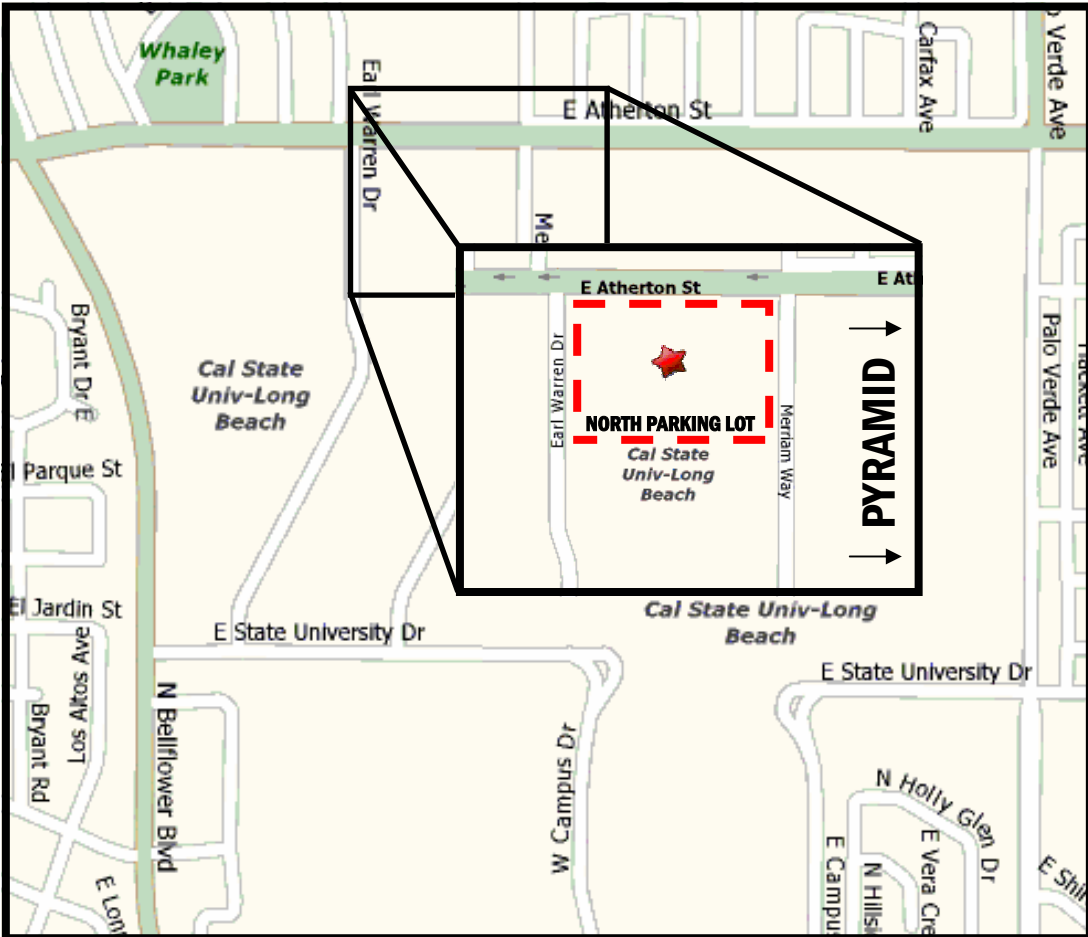 Whaley
Park
Earl Warren Dr
E Atherton St
Carfax Ave
Verde Ave
E Atherton St
Earl Warren Dr
NORTH PARKING LOT
Cal State
Univ-Long
Beach
Merriam Way
PYRAMID
Bryant Dr E
Cal State
Univ-Long
Beach
Palo Verde Ave
Parque St
El Jardin St
Los Altos Ave
Bryant Rd
E State University Dr
N Bellflower Blvd
W Campus Dr
Cal State Univ-Long
Beach
E State University Dr
N Holly Glen Dr
E Vera Cre
E Campus
N Hillsi
E Shi
E Lon
Me
E Ath